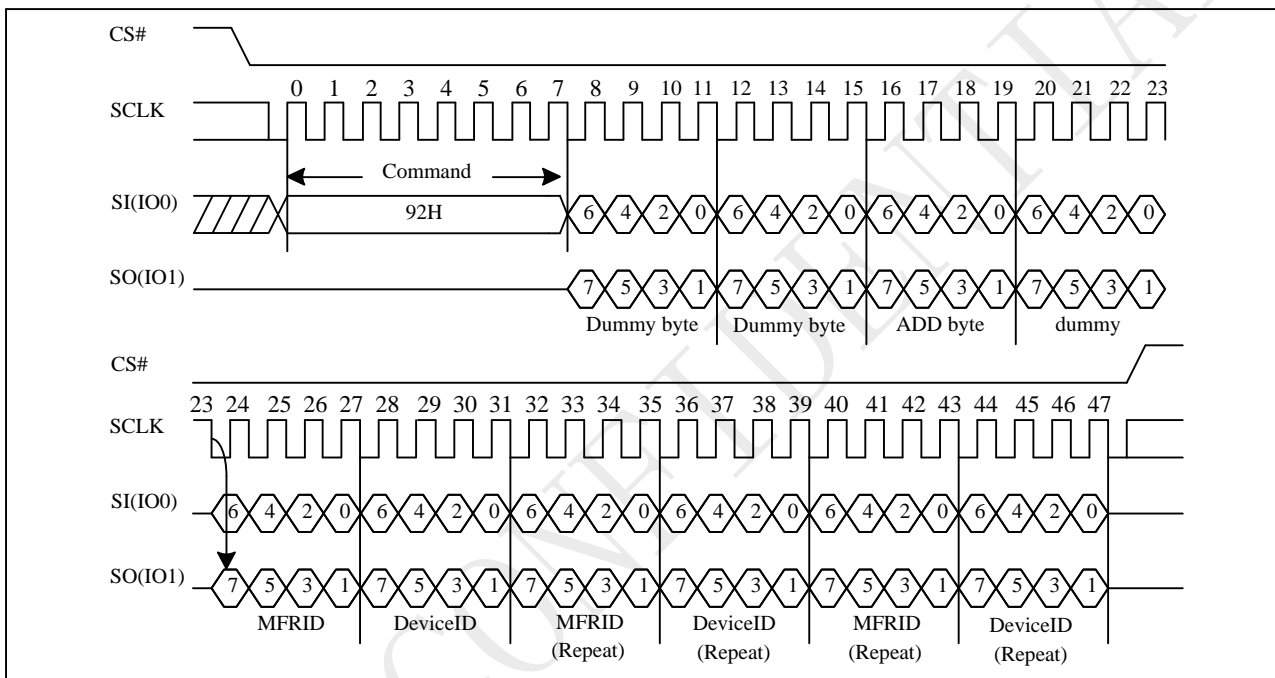 CS#
0 1 2 3 4 5 6 7 8 9 10 11 12 13 14 15 16 17 18 19 20 21 22 23
SCLK
Command
SI(IO0) 92H 6 4 2 0 6 4 2 0 6 4 2 0 6 4 2 0
SO(IO1) 7 5 3 1 7 5 3 1 7 5 3 1 7 5 3 1
Dummy byte Dummy byte ADD byte dummy
CS#
23 24 25 26 27 28 29 30 31 32 33 34 35 36 37 38 39 40 41 42 43 44 45 46 47
SCLK
SI(IO0) 6 4 2 0 6 4 2 0 6 4 2 0 6 4 2 0 6 4 2 0 6 4 2 0
SO(IO1) 7 5 3 1 7 5 3 1 7 5 3 1 7 5 3 1 7 5 3 1 7 5 3 1
MFRID DeviceID MFRID DeviceID MFRID DeviceID
(Repeat) (Repeat) (Repeat) (Repeat)
CONFIDENTIAL